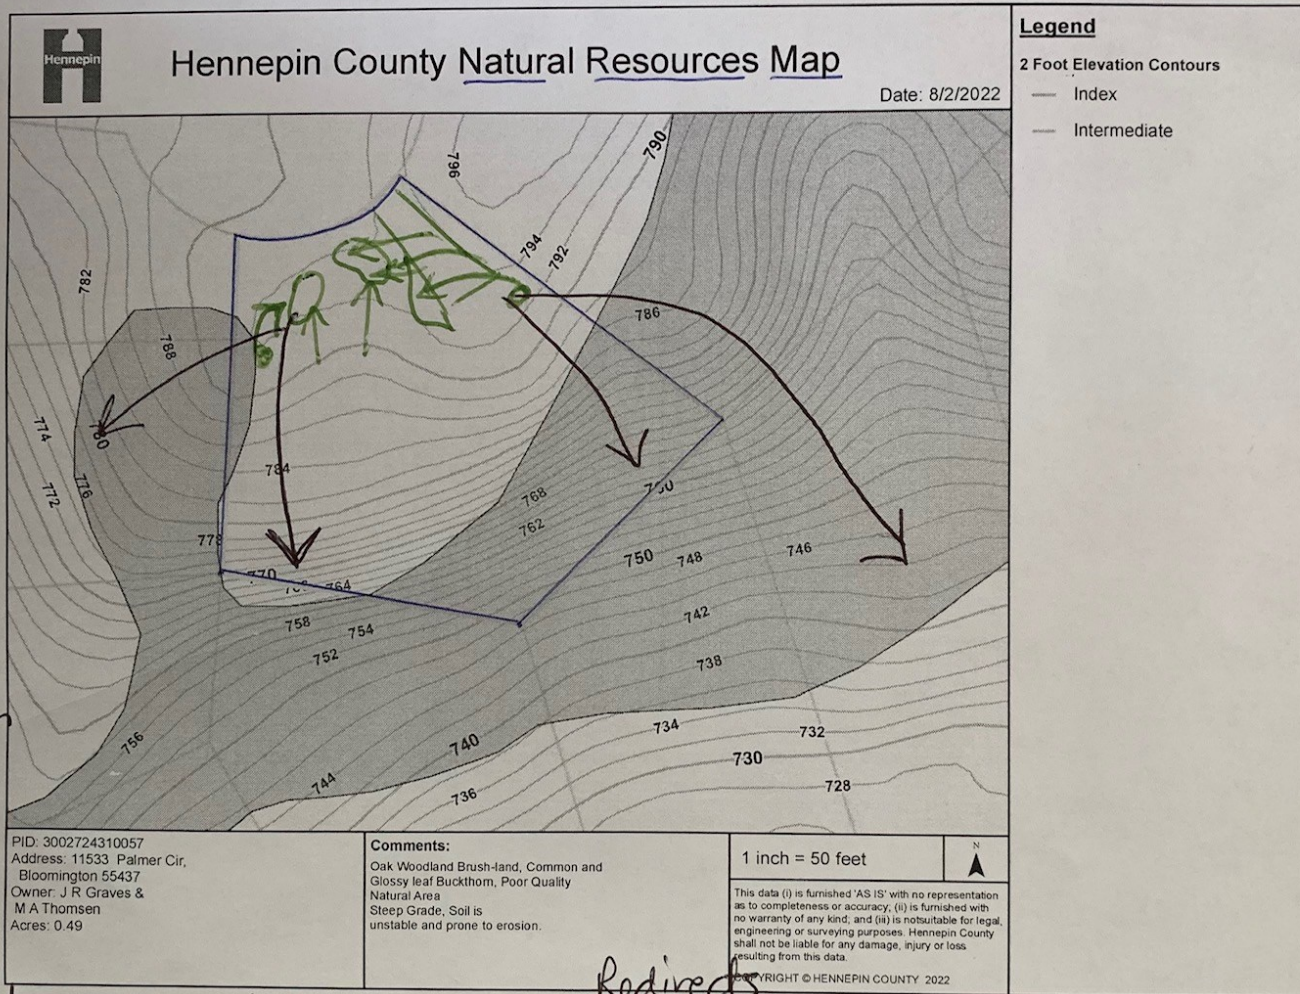 Hennepin
Hennepin County Natural Resources Map
Date: 8/2/2022
Legend
2 Foot Elevation Contours
Index
Intermediate
796
790
794
792
782
786
788
774
776
772
784
768
762
778
770
764
750
748
746
758
754
752
742
738
756
740
744
736
734
732
730
728
PID: 3002724310057
Address: 11533 Palmer Cir,
Bloomington 55437
Owner: J R Graves &
M A Thomsen
Acres: 0.49
Comments:
Oak Woodland Brush-land, Common and
Glossy leaf Buckthorn, Poor Quality
Natural Area
Steep Grade, Soil is
unstable and prone to erosion.
1 inch = 50 feet
N
This data (i) is furnished 'AS IS' with no representation
as to completeness or accuracy; (ii) is furnished with
no warranty of any kind; and (iii) is notsuitable for legal,
engineering or surveying purposes. Hennepin County
shall not be liable for any damage, injury or loss
resulting from this data.
COPYRIGHT © HENNEPIN COUNTY 2022
Redirects